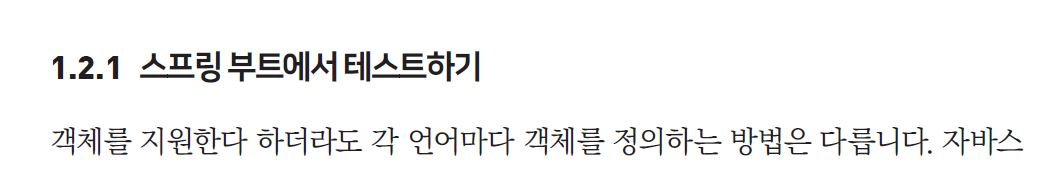 1.2.1 스프링 부트에서 테스트하기
객체를 지원한다 하더라도 각 언어마다 객체를 정의하는 방법은 다릅니다. 자바스